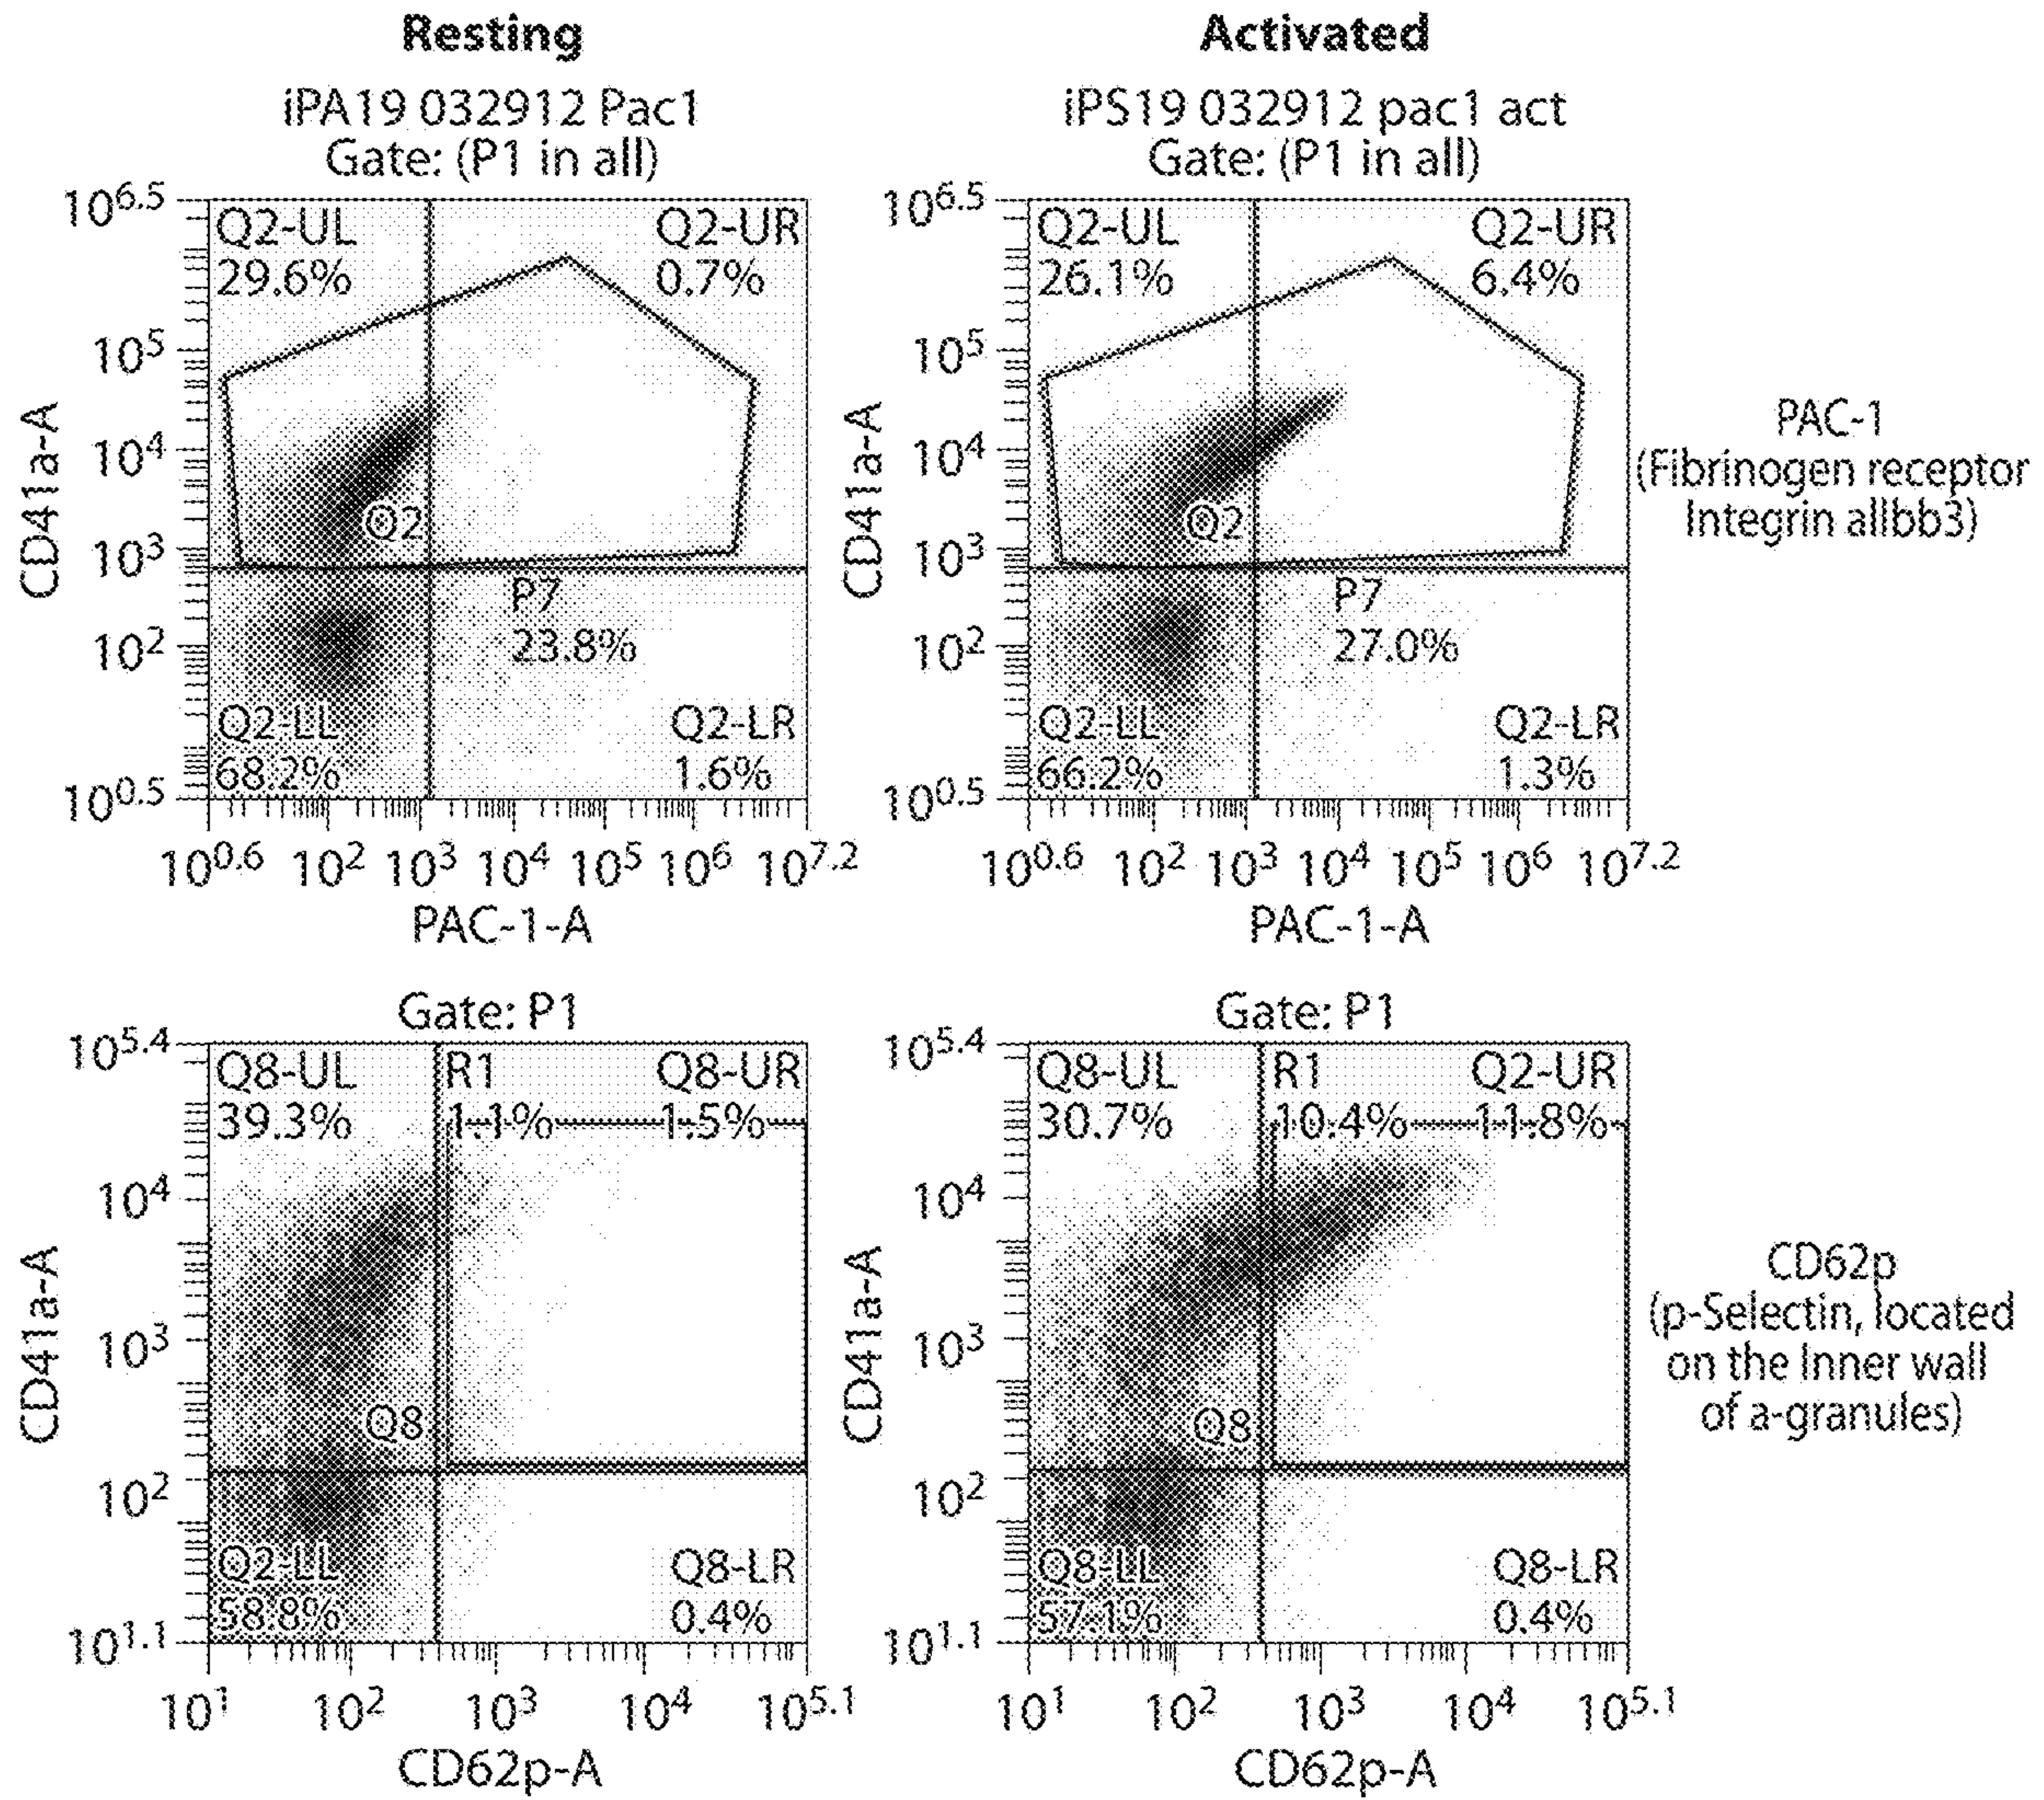 Resting
Activated
iPA19 032912 Pac1
Gate: (P1 in all)
iPS19 032912 pac1 act
Gate: (P1 in all)
10^6.5
10^5
10^4
10^3
10^2
10^0.5
CD41a-A
Q2-UL
29.6%
Q2-UR
0.7%
Q2
P7
23.8%
Q2-LL
68.2%
Q2-LR
1.6%
10^0.6 10^2 10^3 10^4 10^5 10^6 10^7.2
PAC-1-A
10^6.5
10^5
10^4
10^3
10^2
10^0.5
CD41a-A
Q2-UL
26.1%
Q2-UR
6.4%
Q2
P7
27.0%
Q2-LL
66.2%
Q2-LR
1.3%
10^0.6 10^2 10^3 10^4 10^5 10^6 10^7.2
PAC-1-A
PAC-1
(Fibrinogen receptor
Integrin allbb3)
Gate: P1
10^5.4
10^4
10^3
10^2
10^1.1
CD41a-A
Q8-UL
39.3%
R1
1.1%
Q8-UR
1.5%
Q8
Q2-LL
58.8%
Q8-LR
0.4%
10^1 10^2 10^3 10^4 10^5.1
CD62p-A
Gate: P1
10^5.4
10^4
10^3
10^2
10^1.1
CD41a-A
Q8-UL
30.7%
R1
10.4%
Q2-UR
11.8%
Q8
Q8-LL
57.1%
Q8-LR
0.4%
10^1 10^2 10^3 10^4 10^5.1
CD62p-A
CD62p
(p-Selectin, located
on the Inner wall
of a-granules)